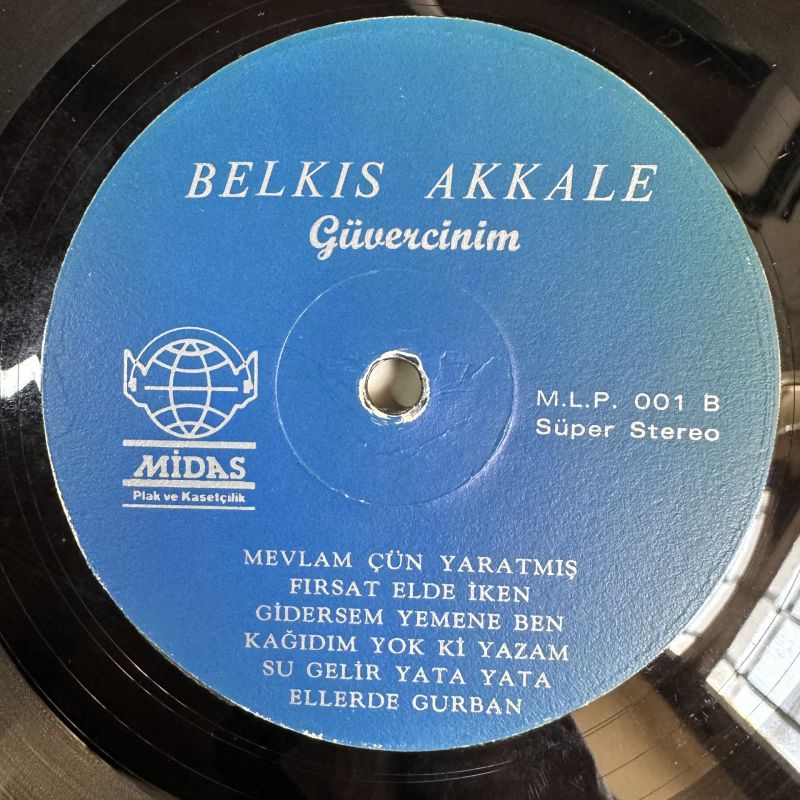 BELKIS AKKALE
Güvercinim
M.L.P. 001 B
Süper Stereo
MİDAS
Plak ve Kasetçilik
MEVLAM ÇÜN YARATMIŞ
FIRSAT ELDE İKEN
GİDERSEM YEMENE BEN
KAĞIDIM YOK Kİ YAZAM
SU GELİR YATA YATA
ELLERDE GURBAN